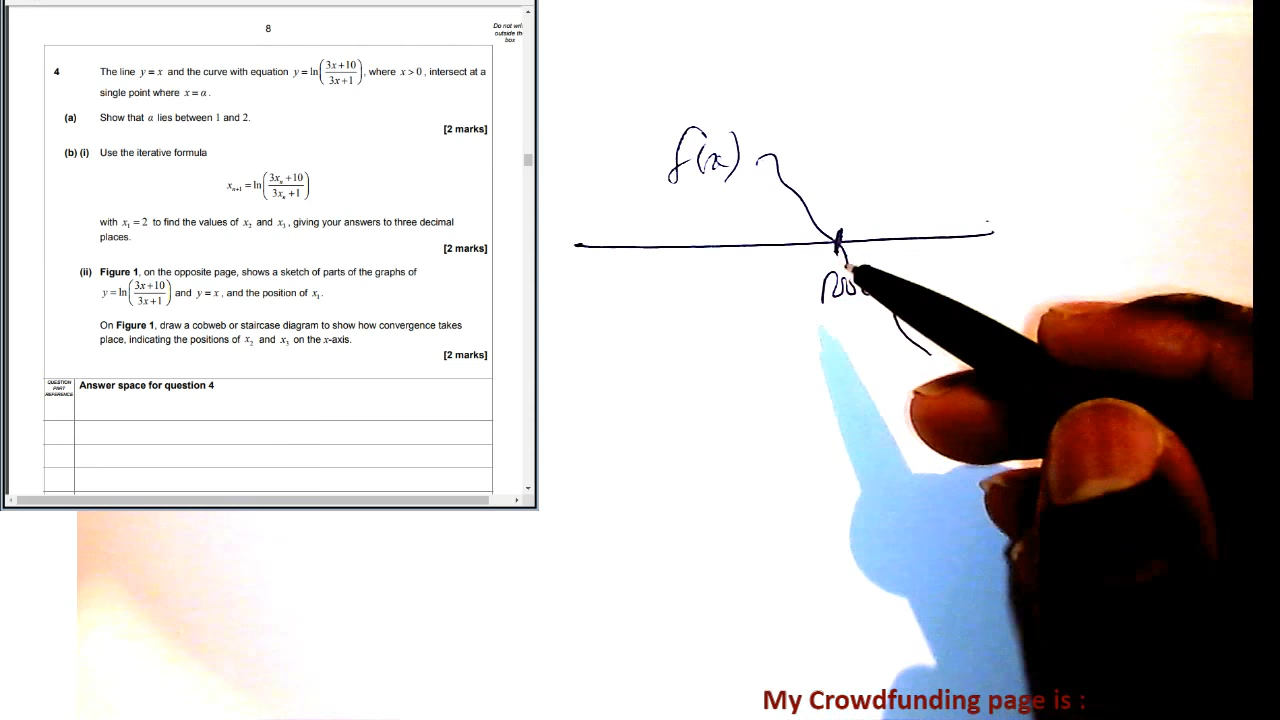 8
Do not wri
outside th
box
4
The line y = x and the curve with equation y = ln((3x+10)/(3x+1)), where x > 0, intersect at a
single point where x = α.
(a) Show that α lies between 1 and 2.
[2 marks]
(b) (i) Use the iterative formula
xₙ₊₁ = ln((3xₙ+10)/(3xₙ+1))
with x₁ = 2 to find the values of x₂ and x₃, giving your answers to three decimal
places.
[2 marks]
(ii) Figure 1, on the opposite page, shows a sketch of parts of the graphs of
y = ln((3x+10)/(3x+1)) and y = x, and the position of x₁.
On Figure 1, draw a cobweb or staircase diagram to show how convergence takes
place, indicating the positions of x₂ and x₃ on the x-axis.
[2 marks]
QUESTION
PART
REFERENCE
Answer space for question 4
f(x)
My Crowdfunding page is :